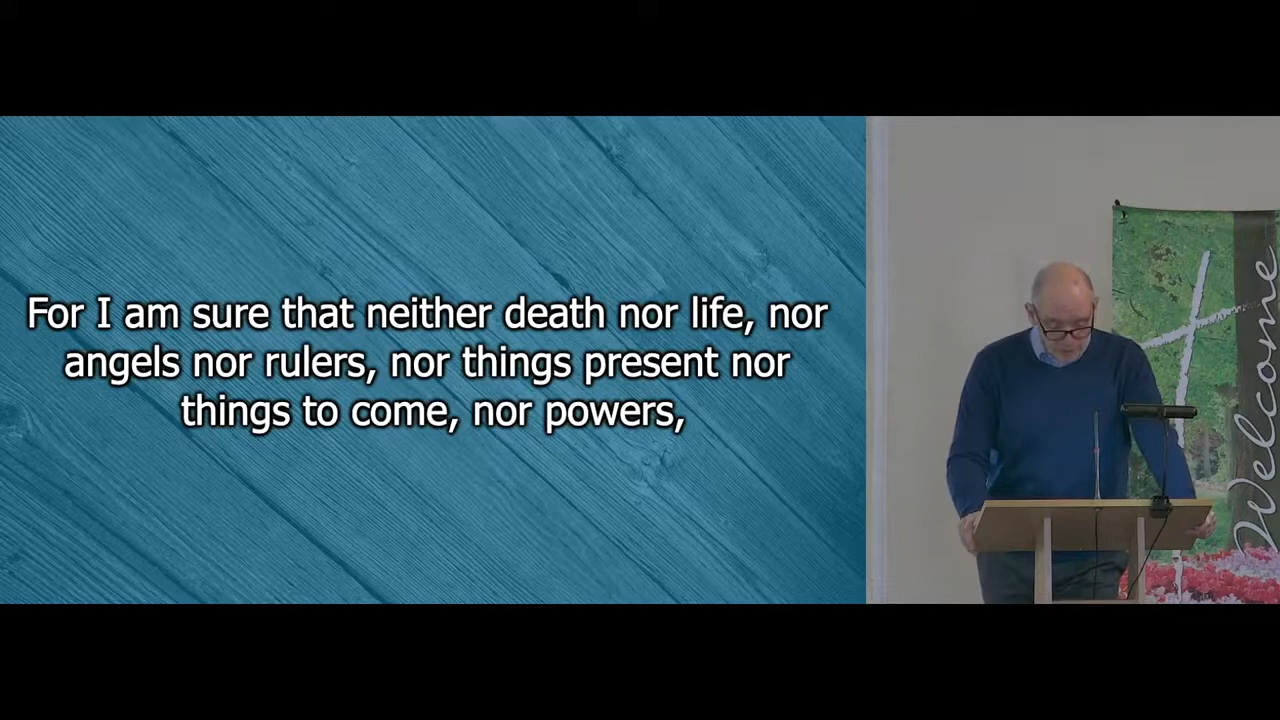 For I am sure that neither death nor life, nor
angels nor rulers, nor things present nor
things to come, nor powers,
Welcome